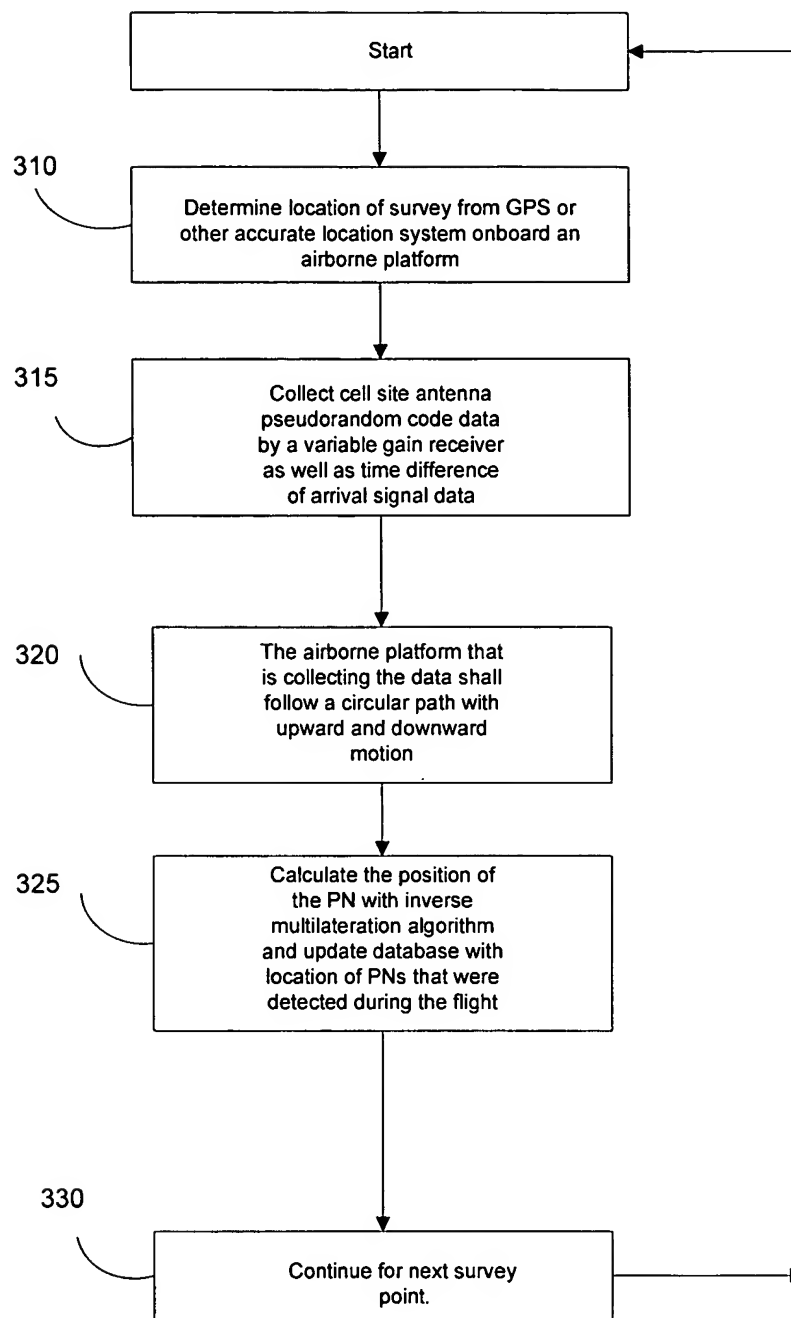 Start
310
Determine location of survey from GPS or
other accurate location system onboard an
airborne platform
315
Collect cell site antenna
pseudorandom code data
by a variable gain receiver
as well as time difference
of arrival signal data
320
The airborne platform that
is collecting the data shall
follow a circular path with
upward and downward
motion
325
Calculate the position of
the PN with inverse
multilateration algorithm
and update database with
location of PNs that were
detected during the flight
330
Continue for next survey
point.